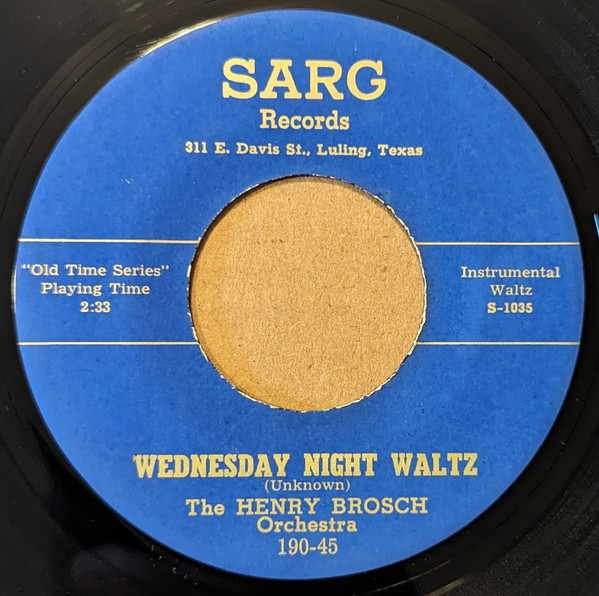 SARG
Records
311 E. Davis St., Luling, Texas
"Old Time Series"
Playing Time
2:33
Instrumental
Waltz
S-1035
WEDNESDAY NIGHT WALTZ
(Unknown)
The HENRY BROSCH
Orchestra
190-45